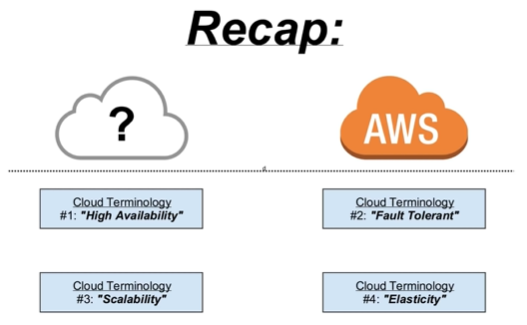 Recap:
?
AWS
Cloud Terminology
#1: "High Availability"
Cloud Terminology
#2: "Fault Tolerant"
Cloud Terminology
#3: "Scalability"
Cloud Terminology
#4: "Elasticity"